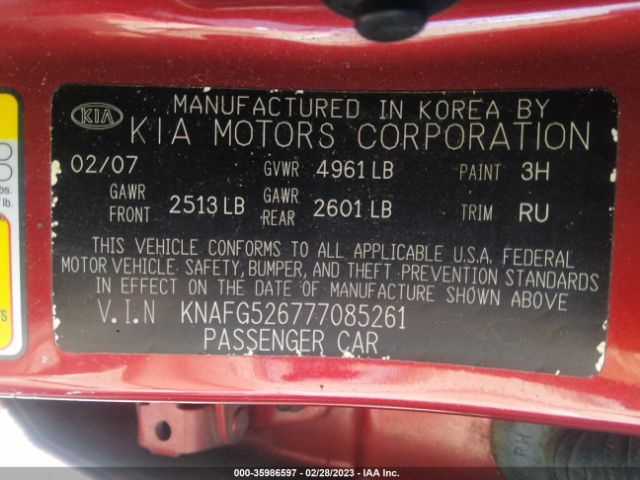 KIA
MANUFACTURED IN KOREA BY
KIA MOTORS CORPORATION
02/07 GVWR 4961 LB PAINT 3H
GAWR FRONT 2513 LB GAWR REAR 2601 LB TRIM RU
THIS VEHICLE CONFORMS TO ALL APPLICABLE U.S.A. FEDERAL
MOTOR VEHICLE SAFETY, BUMPER, AND THEFT PREVENTION STANDARDS
IN EFFECT ON THE DATE OF MANUFACTURE SHOWN ABOVE
V.I.N KNAFG526777085261
PASSENGER CAR
lbs.
RH
000-35986597 - 02/28/2023 - IAA Inc.